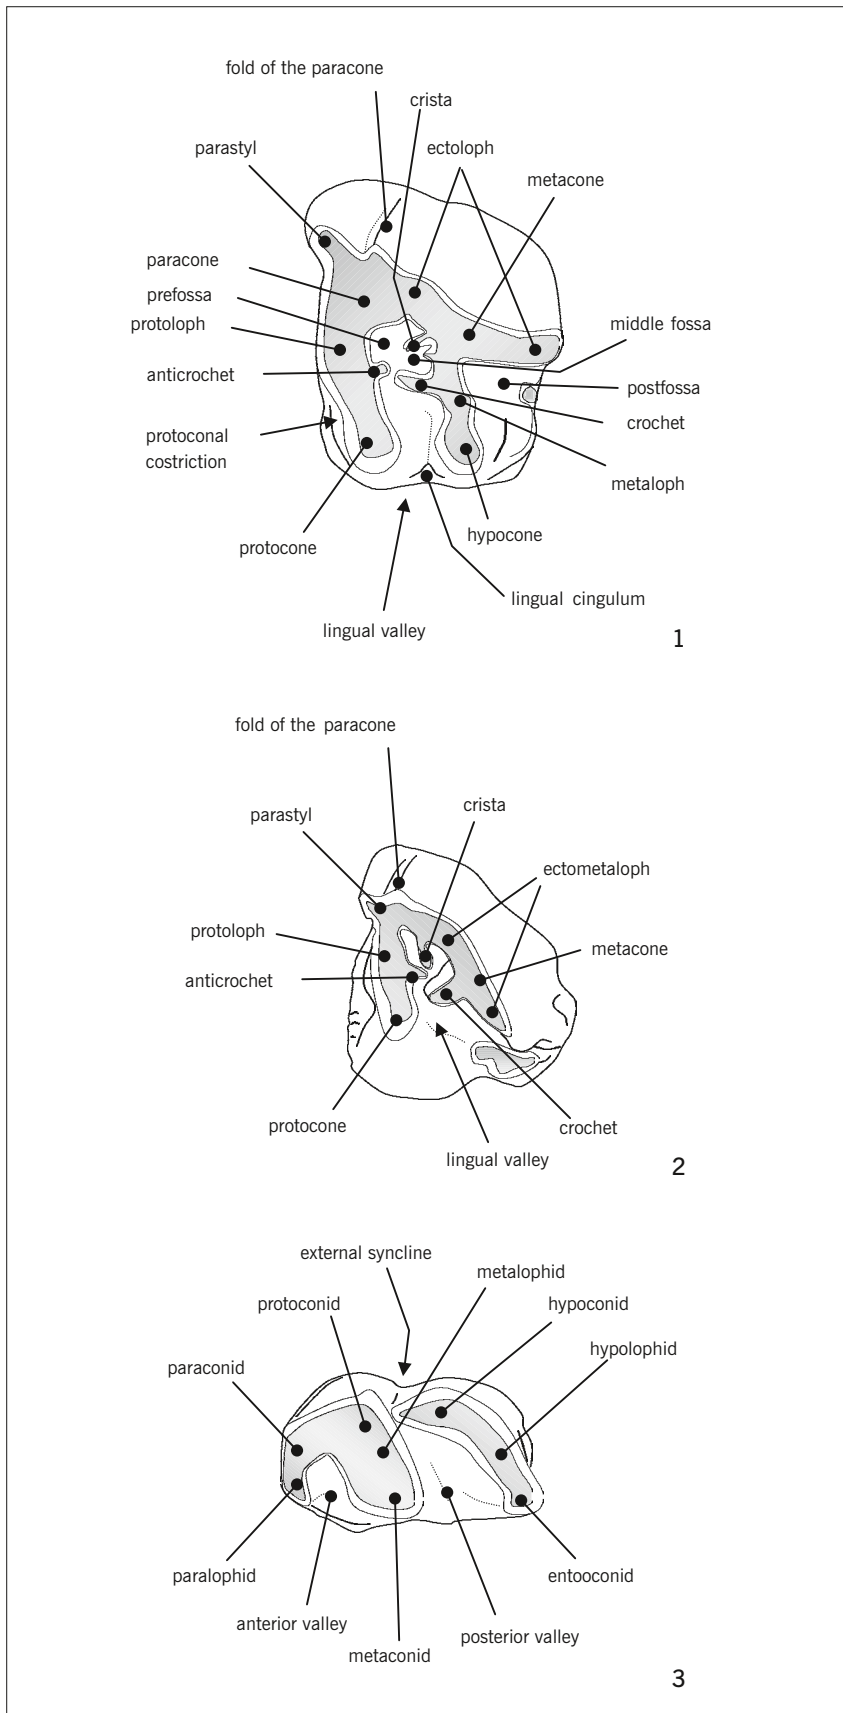 fold of the paracone
crista
parastyl
ectoloph
metacone
paracone
prefossa
protoloph
middle fossa
anticrochet
postfossa
crochet
protoconal
costriction
metaloph
protocone
hypocone
lingual cingulum
lingual valley
1
fold of the paracone
crista
parastyl
ectometaloph
protoloph
metacone
anticrochet
protocone
crochet
lingual valley
2
external syncline
metalophid
protoconid
hypoconid
hypolophid
paraconid
paralophid
entooconid
anterior valley
posterior valley
metaconid
3